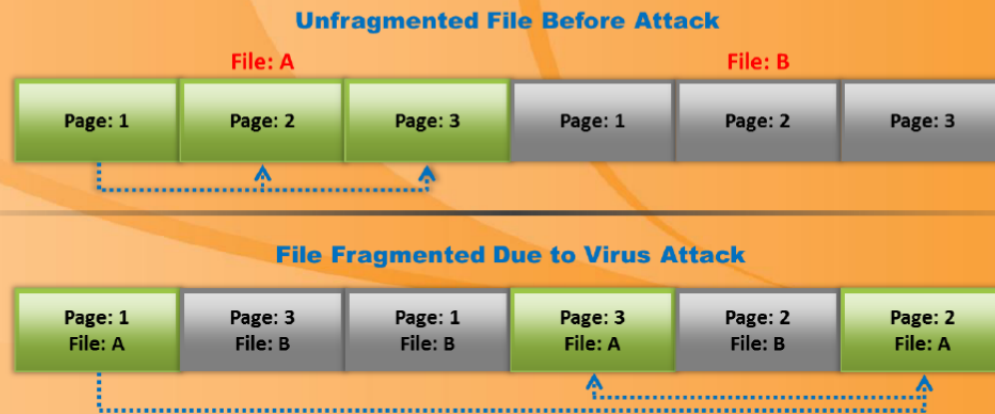 Unfragmented File Before Attack
File: A File: B
Page: 1 Page: 2 Page: 3 Page: 1 Page: 2 Page: 3
File Fragmented Due to Virus Attack
Page: 1 Page: 3 Page: 1 Page: 3 Page: 2 Page: 2
File: A File: B File: B File: A File: B File: A